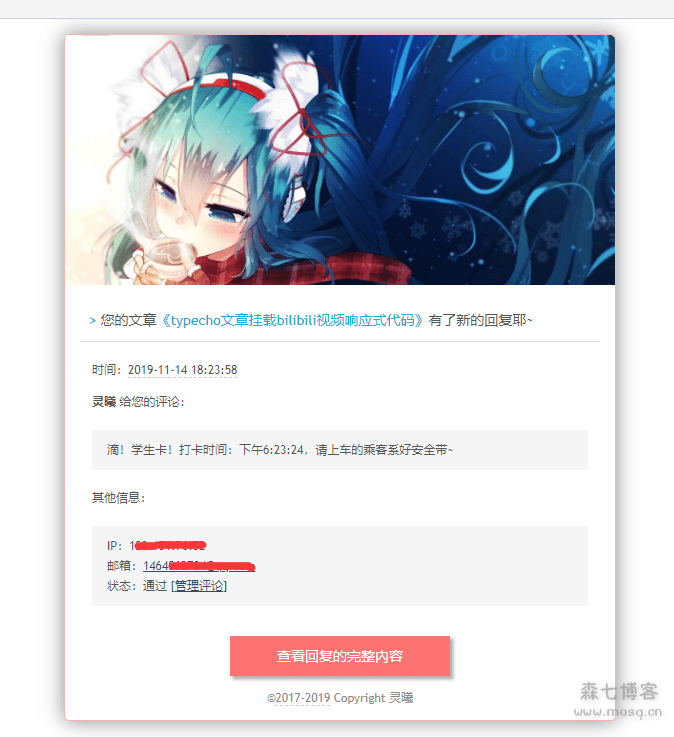 > 您的文章《typecho文章挂载bilibili视频响应式代码》有了新的回复耶~
时间：2019-11-14 18:23:58
灵曦 给您的评论：
滴！学生卡！打卡时间：下午6:23:24，请上车的乘客系好安全带~
其他信息：
IP：
邮箱：
状态：通过 [管理评论]
查看回复的完整内容
©2017-2019 Copyright 灵曦
森七博客
www.mosq.cn